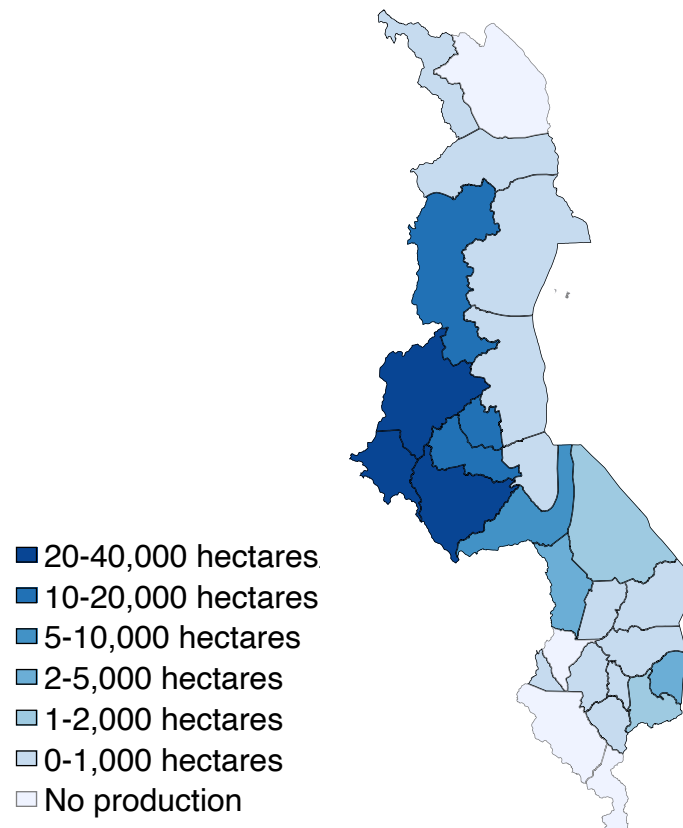 20-40,000 hectares
10-20,000 hectares
5-10,000 hectares
2-5,000 hectares
1-2,000 hectares
0-1,000 hectares
No production